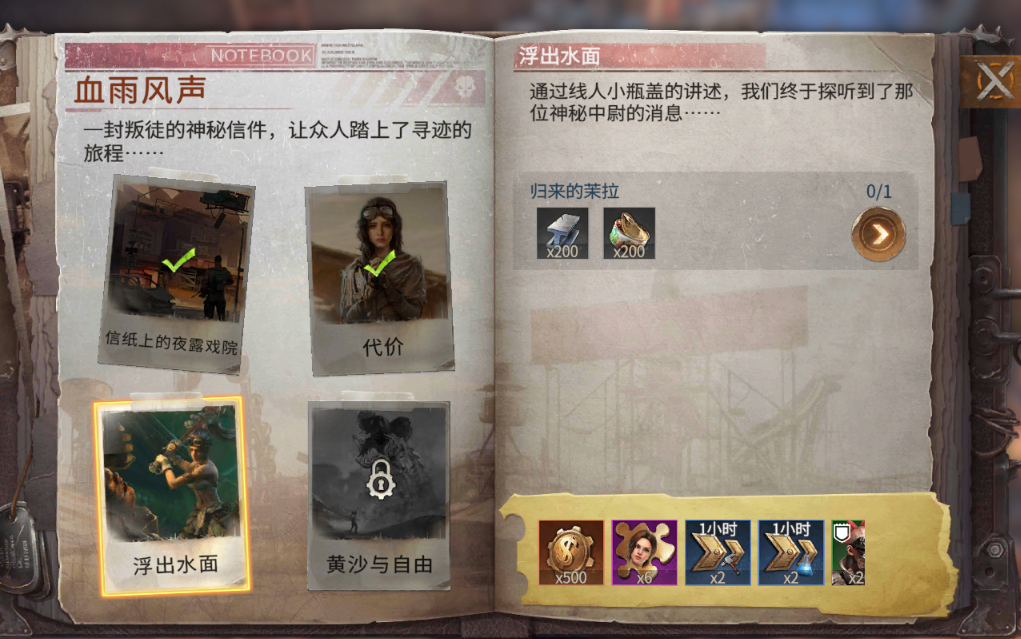 NOTEBOOK
血雨风声
一封叛徒的神秘信件，让众人踏上了寻迹的
旅程……
信纸上的夜露戏院
代价
浮出水面
黄沙与自由
浮出水面
通过线人小瓶盖的讲述，我们终于探听到了那
位神秘中尉的消息……
归来的茉拉
0/1
x200
x200
x500
x6
1小时
x2
1小时
x2
x2